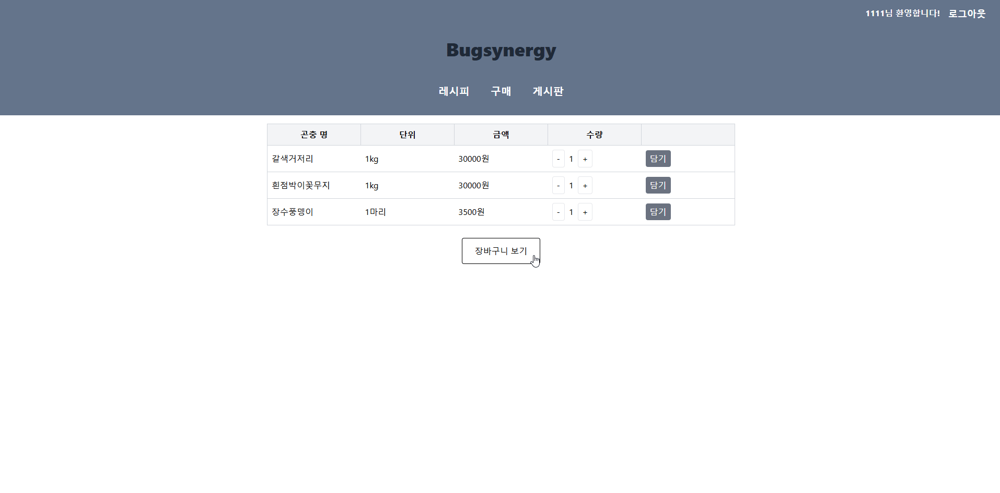 1111님 환영합니다! 로그아웃
Bugsynergy
레시피 구매 게시판
곤충 명 단위 금액 수량
갈색거저리 1kg 30000원 - 1 + 담기
흰점박이꽃무지 1kg 30000원 - 1 + 담기
장수풍뎅이 1마리 3500원 - 1 + 담기
장바구니 보기